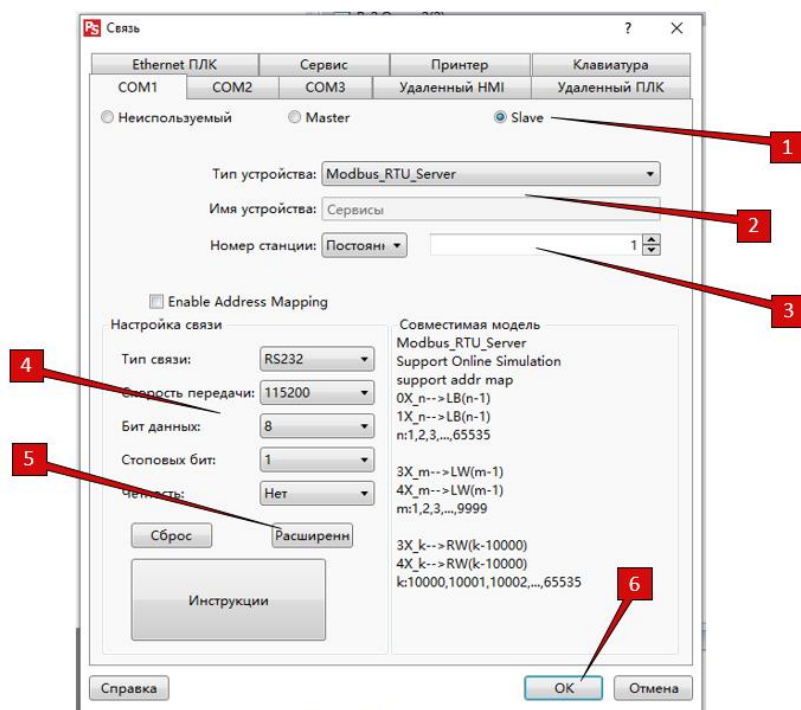 PS Связь ? X
Ethernet ПЛК Сервис Принтер Клавиатура
COM1 COM2 COM3 Удаленный HMI Удаленный ПЛК
Неиспользуемый Master Slave
1
Тип устройства: Modbus_RTU_Server
2
Имя устройства: Сервисы
Номер станции: Постоянн 1
3
Enable Address Mapping
Настройка связи
4
Тип связи: RS232
Скорость передачи: 115200
Бит данных: 8
5
Стоповых бит: 1
Четность: Нет
Сброс Расширенн
Инструкции
Совместимая модель
Modbus_RTU_Server
Support Online Simulation
support addr map
0X_n-->LB(n-1)
1X_n-->LB(n-1)
n:1,2,3,...,65535
3X_m-->LW(m-1)
4X_m-->LW(m-1)
m:1,2,3,...,9999
3X_k-->RW(k-10000)
4X_k-->RW(k-10000)
k:10000,10001,10002,...,65535
6
Справка OK Отмена